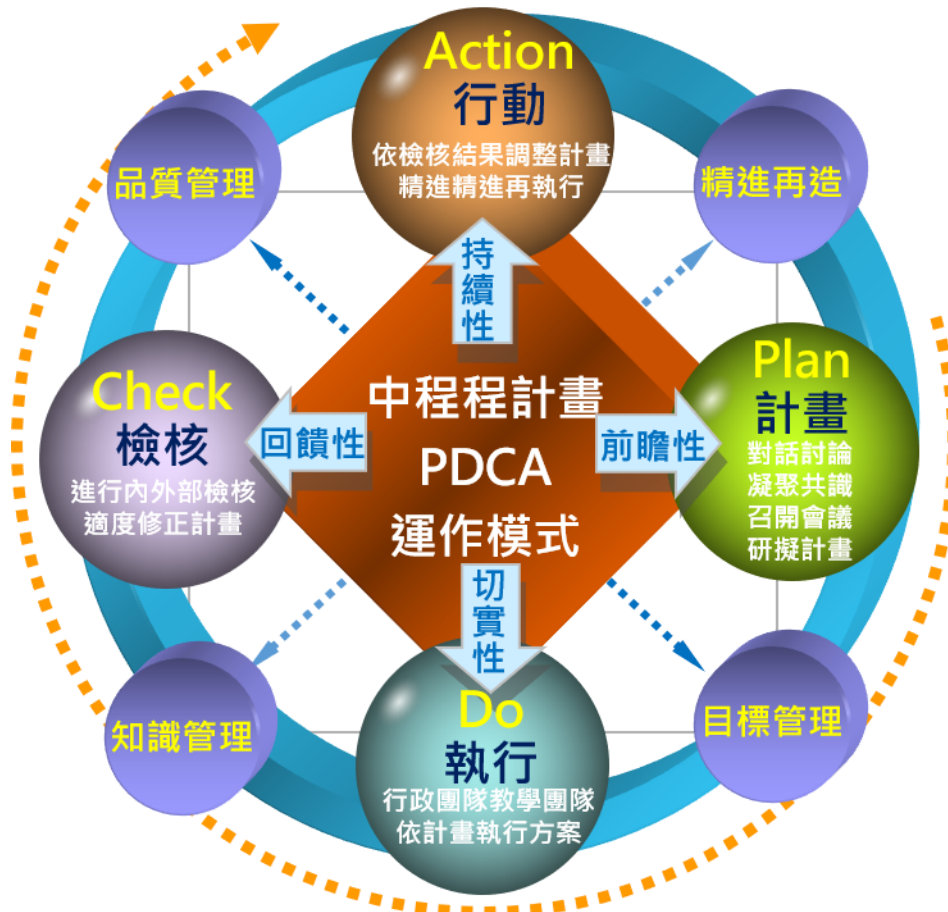 Action
行動
依檢核結果調整計畫
精進精進再執行
品質管理
精進再造
持續性
Check
檢核
進行內外部檢核
適度修正計畫
回饋性
中程程計畫
PDCA
運作模式
前瞻性
Plan
計畫
對話討論
凝聚共識
召開會議
研擬計畫
切實性
知識管理
目標管理
Do
執行
行政團隊教學團隊
依計畫執行方案